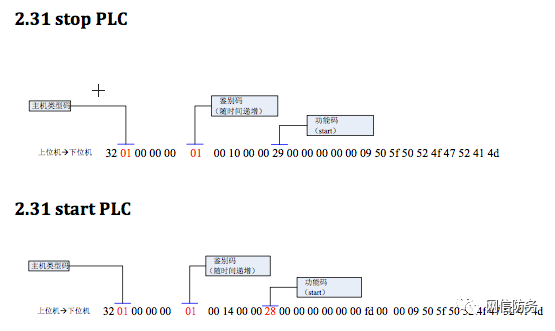 2.31 stop PLC
主机类型码
鉴别码
(随时间递增)
功能码
(start)
上位机→下位机 32 01 00 00 00 01 00 10 00 00 29 00 00 00 00 00 09 50 5f 50 52 4f 47 52 41 4d
2.31 start PLC
主机类型码
鉴别码
(随时间递增)
功能码
(start)
上位机→下位机 32 01 00 00 00 01 00 14 00 00 28 00 00 00 00 00 00 fd 00 00 09 50 5f 50 52 4f 47 52 41 4d
网信防务